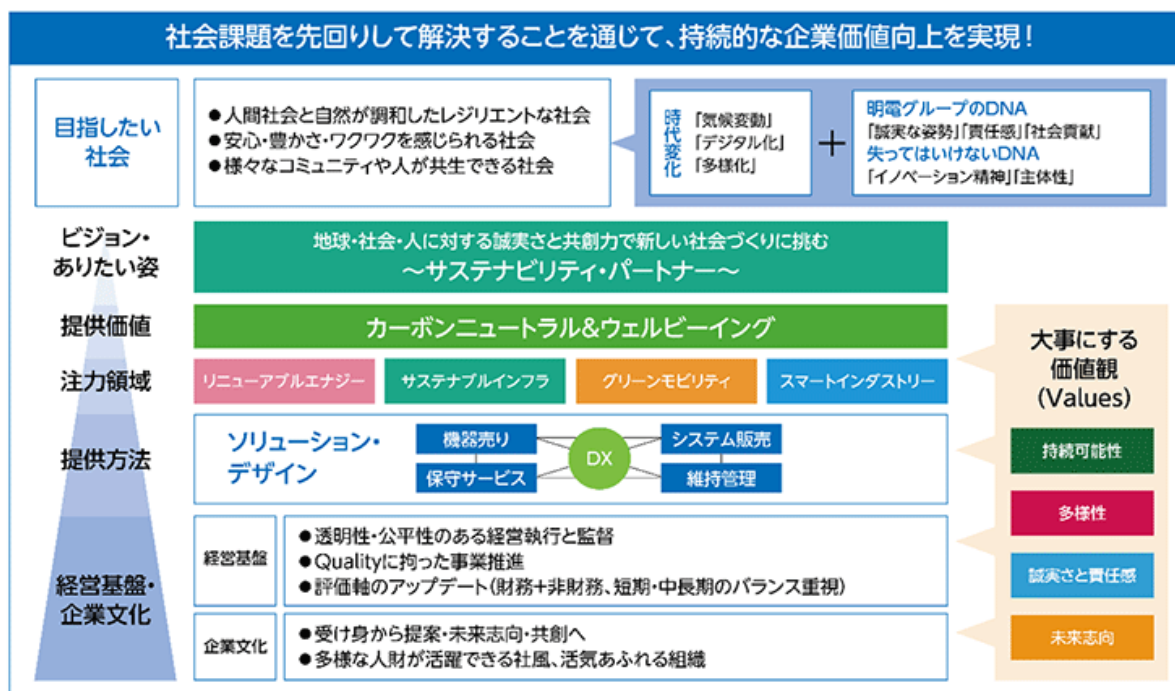 社会課題を先回りして解決することを通じて、持続的な企業価値向上を実現！
目指したい
社会
●人間社会と自然が調和したレジリエントな社会
●安心・豊かさ・ワクワクを感じられる社会
●様々なコミュニティや人が共生できる社会
時代変化
「気候変動」
「デジタル化」
「多様化」
＋
明電グループのDNA
「誠実な姿勢」「責任感」「社会貢献」
失ってはいけないDNA
「イノベーション精神」「主体性」
ビジョン・
ありたい姿
地球・社会・人に対する誠実さと共創力で新しい社会づくりに挑む
～サステナビリティ・パートナー～
提供価値
カーボンニュートラル&ウェルビーイング
注力領域
リニューアブルエナジー
サステナブルインフラ
グリーンモビリティ
スマートインダストリー
提供方法
ソリューション・
デザイン
機器売り
保守サービス
DX
システム販売
維持管理
経営基盤・
企業文化
経営基盤
●透明性・公平性のある経営執行と監督
●Qualityに拘った事業推進
●評価軸のアップデート（財務+非財務、短期・中長期のバランス重視）
企業文化
●受け身から提案・未来志向・共創へ
●多様な人財が活躍できる社風、活気あふれる組織
大事にする
価値観
(Values)
持続可能性
多様性
誠実さと責任感
未来志向